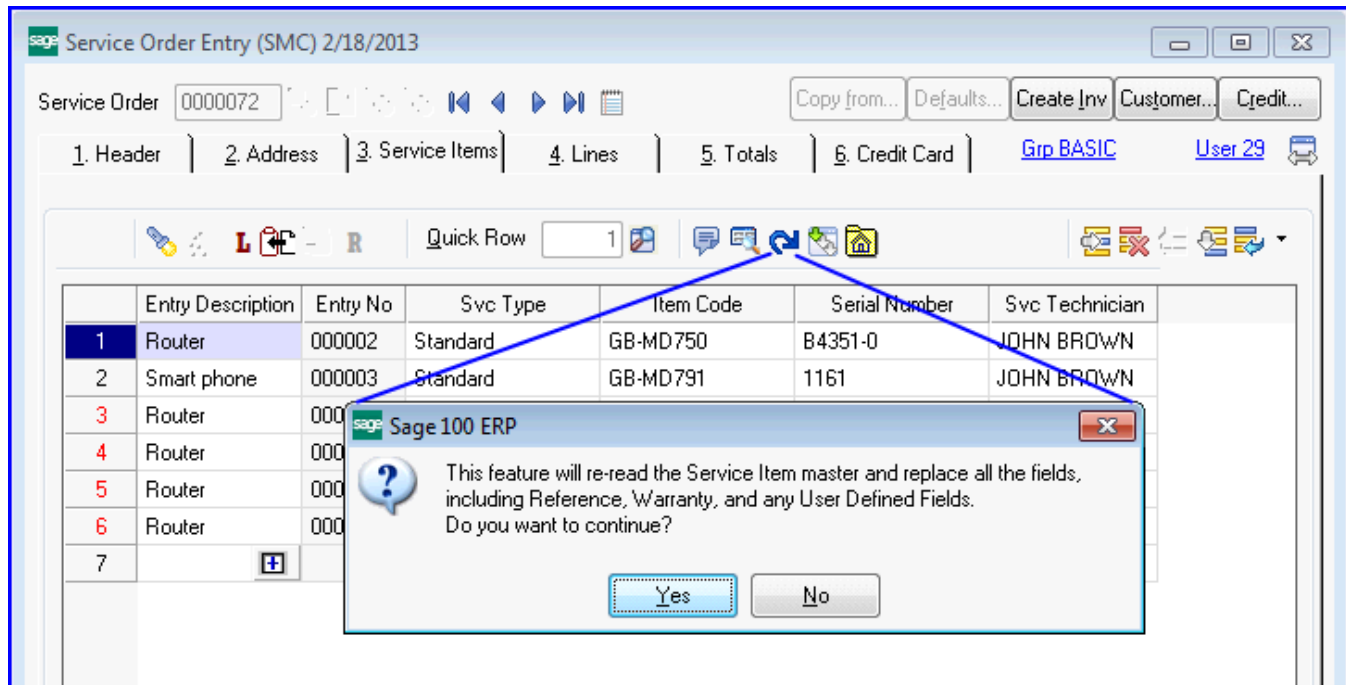 sage Service Order Entry (SMC) 2/18/2013
Service Order 0000072 Copy from... Defaults... Create Inv Customer... Credit...
1. Header 2. Address 3. Service Items 4. Lines 5. Totals 6. Credit Card Grp BASIC User 29
L R Quick Row 1
Entry Description Entry No Svc Type Item Code Serial Number Svc Technician
1 Router 000002 Standard GB-MD750 B4351-0 JOHN BROWN
2 Smart phone 000003 Standard GB-MD791 1161 JOHN BROWN
3 Router 000
4 Router 000
5 Router 000
6 Router 000
7
sage Sage 100 ERP
This feature will re-read the Service Item master and replace all the fields,
including Reference, Warranty, and any User Defined Fields.
Do you want to continue?
Yes No